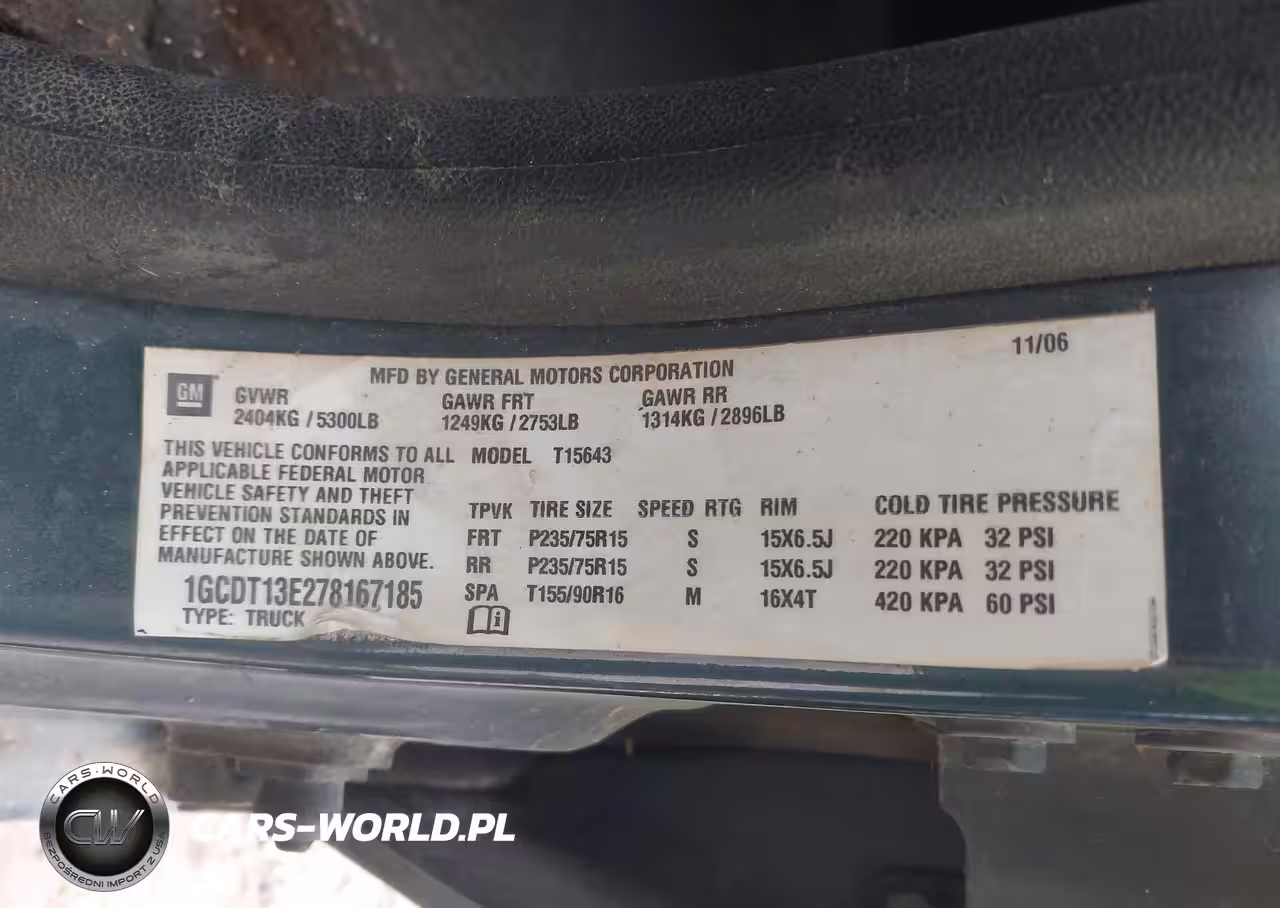 11/06
MFD BY GENERAL MOTORS CORPORATION
GM
GVWR GAWR FRT GAWR RR
2404KG / 5300LB 1249KG / 2753LB 1314KG / 2896LB
THIS VEHICLE CONFORMS TO ALL MODEL T15643
APPLICABLE FEDERAL MOTOR
VEHICLE SAFETY AND THEFT
PREVENTION STANDARDS IN
EFFECT ON THE DATE OF
MANUFACTURE SHOWN ABOVE.
TPVK TIRE SIZE SPEED RTG RIM COLD TIRE PRESSURE
FRT P235/75R15 S 15X6.5J 220 KPA 32 PSI
RR P235/75R15 S 15X6.5J 220 KPA 32 PSI
SPA T155/90R16 M 16X4T 420 KPA 60 PSI
1GCDT13E278167185
TYPE: TRUCK
CARS-WORLD
CW
BEZPOŚREDNI IMPORT Z USA
CARS-WORLD.PL